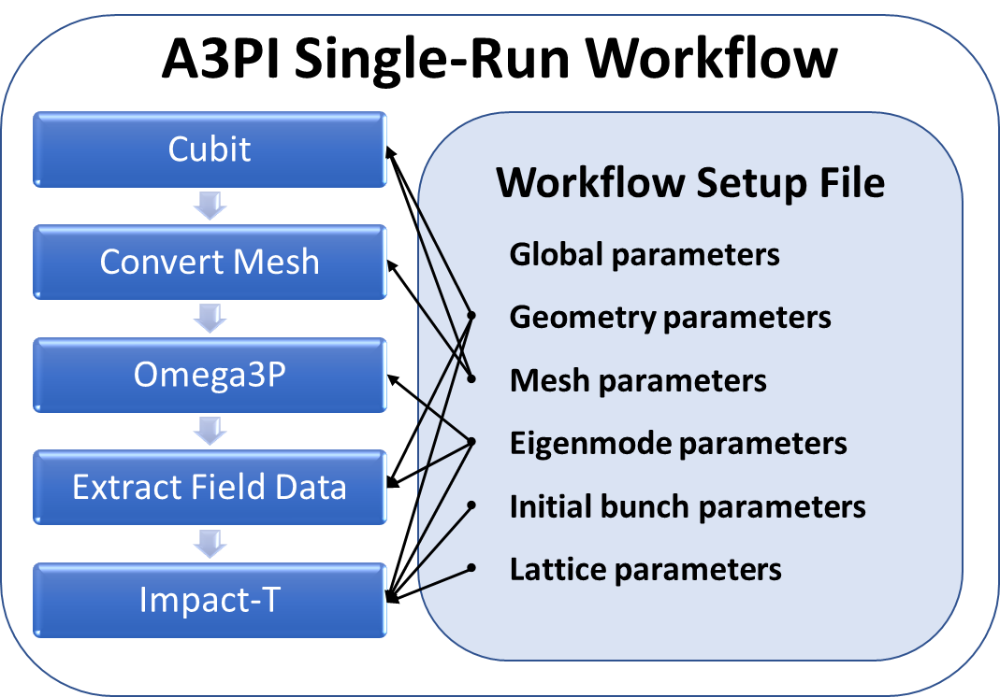 A3PI Single-Run Workflow
Cubit
Convert Mesh
Omega3P
Extract Field Data
Impact-T
Workflow Setup File
Global parameters
Geometry parameters
Mesh parameters
Eigenmode parameters
Initial bunch parameters
Lattice parameters